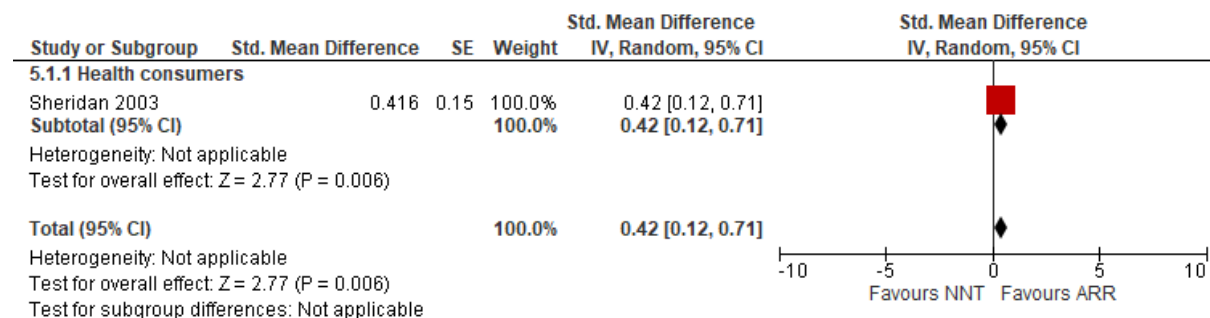 Std. Mean Difference Std. Mean Difference
Study or Subgroup Std. Mean Difference SE Weight IV, Random, 95% CI IV, Random, 95% CI
5.1.1 Health consumers
Sheridan 2003 0.416 0.15 100.0% 0.42 [0.12, 0.71]
Subtotal (95% CI) 100.0% 0.42 [0.12, 0.71]
Heterogeneity: Not applicable
Test for overall effect: Z = 2.77 (P = 0.006)
Total (95% CI) 100.0% 0.42 [0.12, 0.71]
Heterogeneity: Not applicable
Test for overall effect: Z = 2.77 (P = 0.006)
Test for subgroup differences: Not applicable
-10 -5 0 5 10
Favours NNT Favours ARR